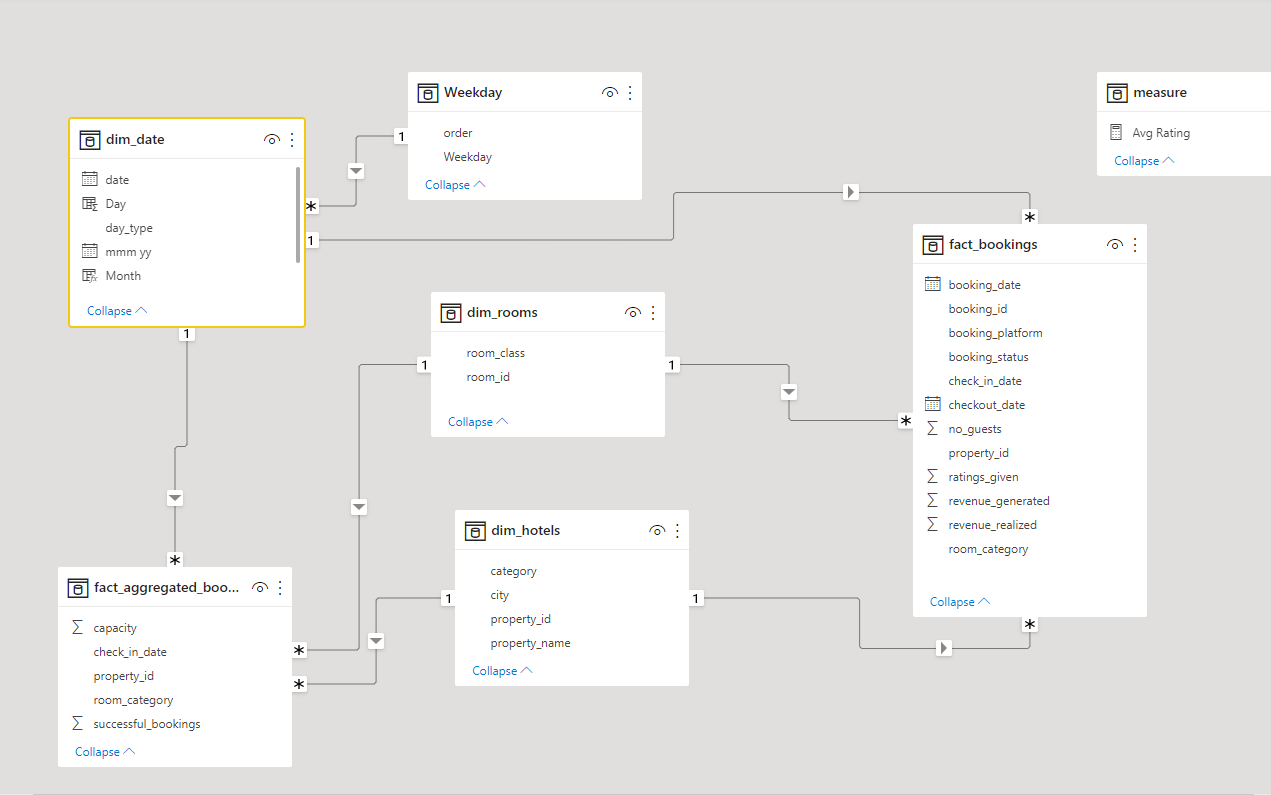 Weekday
order
Weekday
Collapse
1
*
dim_date
date
Day
day_type
mmm yy
Month
Collapse
1
1
measure
Avg Rating
Collapse
*
fact_bookings
booking_date
booking_id
booking_platform
booking_status
check_in_date
checkout_date
no_guests
property_id
ratings_given
revenue_generated
revenue_realized
room_category
Collapse
*
*
dim_rooms
room_class
room_id
Collapse
1
1
dim_hotels
category
city
property_id
property_name
Collapse
1
1
*
fact_aggregated_boo...
capacity
check_in_date
property_id
room_category
successful_bookings
Collapse
*
*